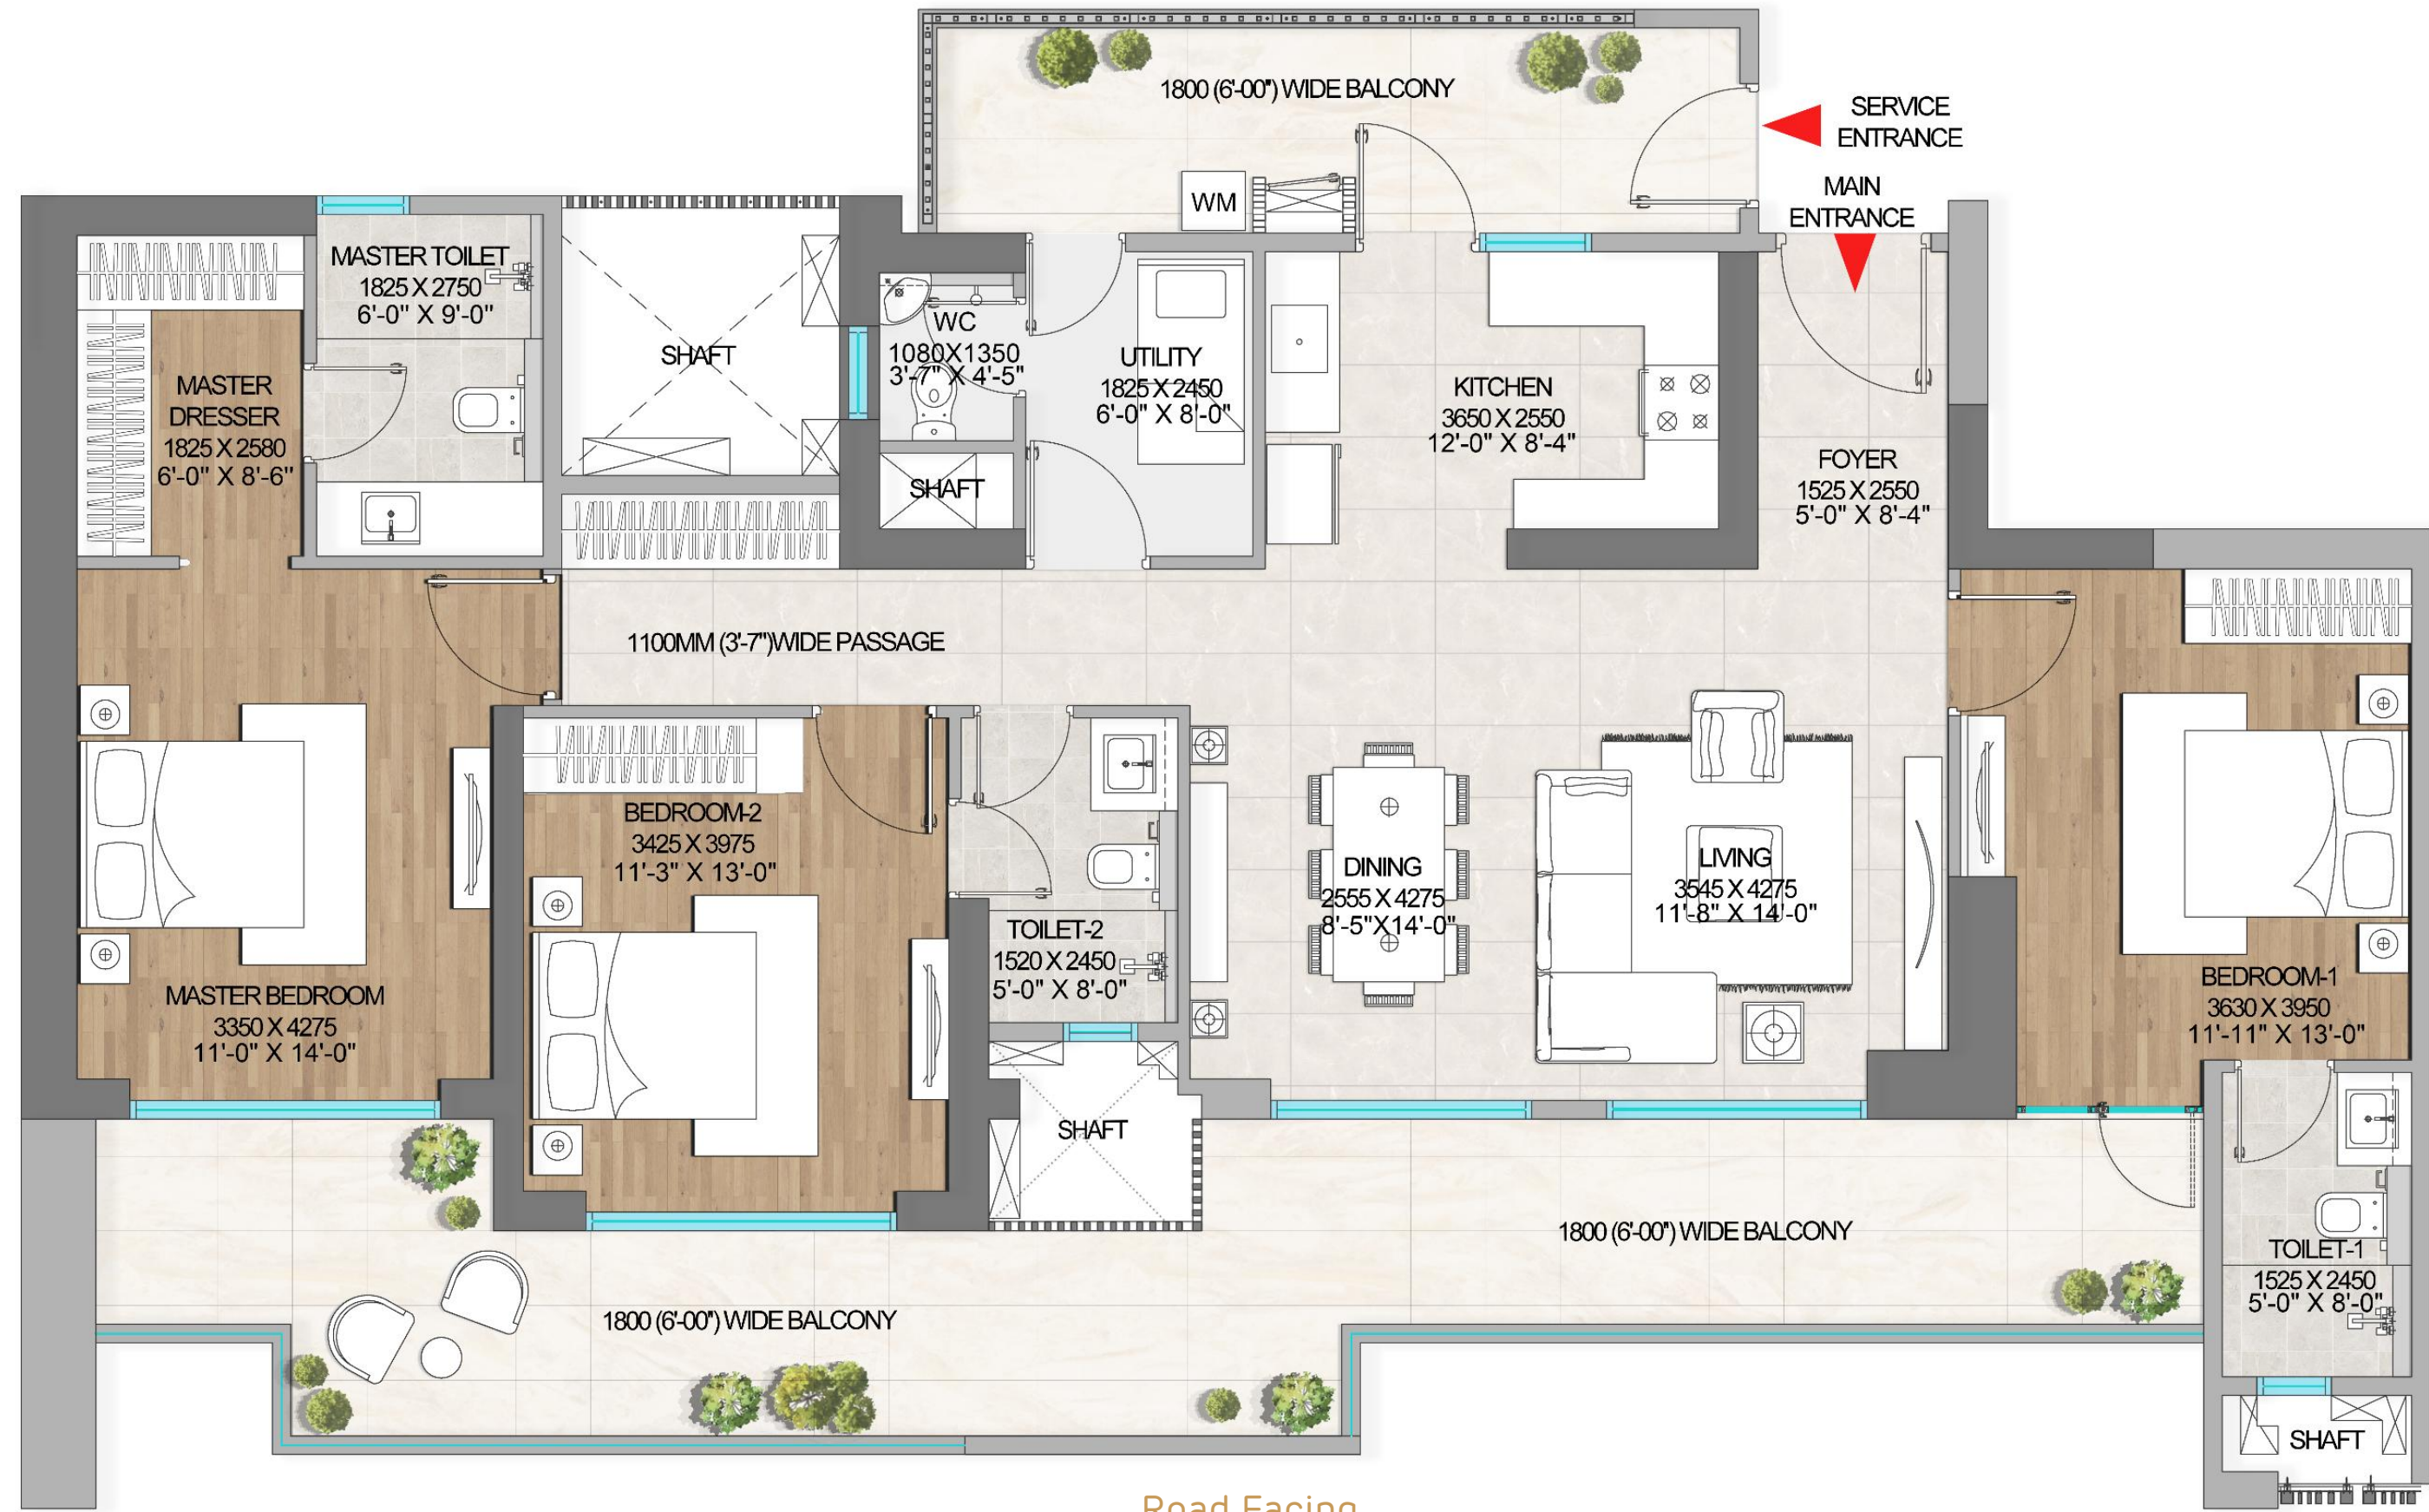 1800 (6'-00") WIDE BALCONY
SERVICE
ENTRANCE
MAIN
ENTRANCE
WM
MASTER TOILET
1825 X 2750
6'-0" X 9'-0"
MASTER
DRESSER
1825 X 2580
6'-0" X 8'-6"
SHAFT
WC
1080X1350
3'-7" X 4'-5"
SHAFT
UTILITY
1825 X 2450
6'-0" X 8'-0"
KITCHEN
3650 X 2550
12'-0" X 8'-4"
FOYER
1525 X 2550
5'-0" X 8'-4"
1100MM (3'-7")WIDE PASSAGE
MASTER BEDROOM
3350 X 4275
11'-0" X 14'-0"
BEDROOM-2
3425 X 3975
11'-3" X 13'-0"
TOILET-2
1520 X 2450
5'-0" X 8'-0"
DINING
2555 X 4275
8'-5"X14'-0"
LIVING
3545 X 4275
11'-8" X 14'-0"
BEDROOM-1
3630 X 3950
11'-11" X 13'-0"
SHAFT
1800 (6'-00") WIDE BALCONY
1800 (6'-00") WIDE BALCONY
TOILET-1
1525 X 2450
5'-0" X 8'-0"
SHAFT
Road Facing